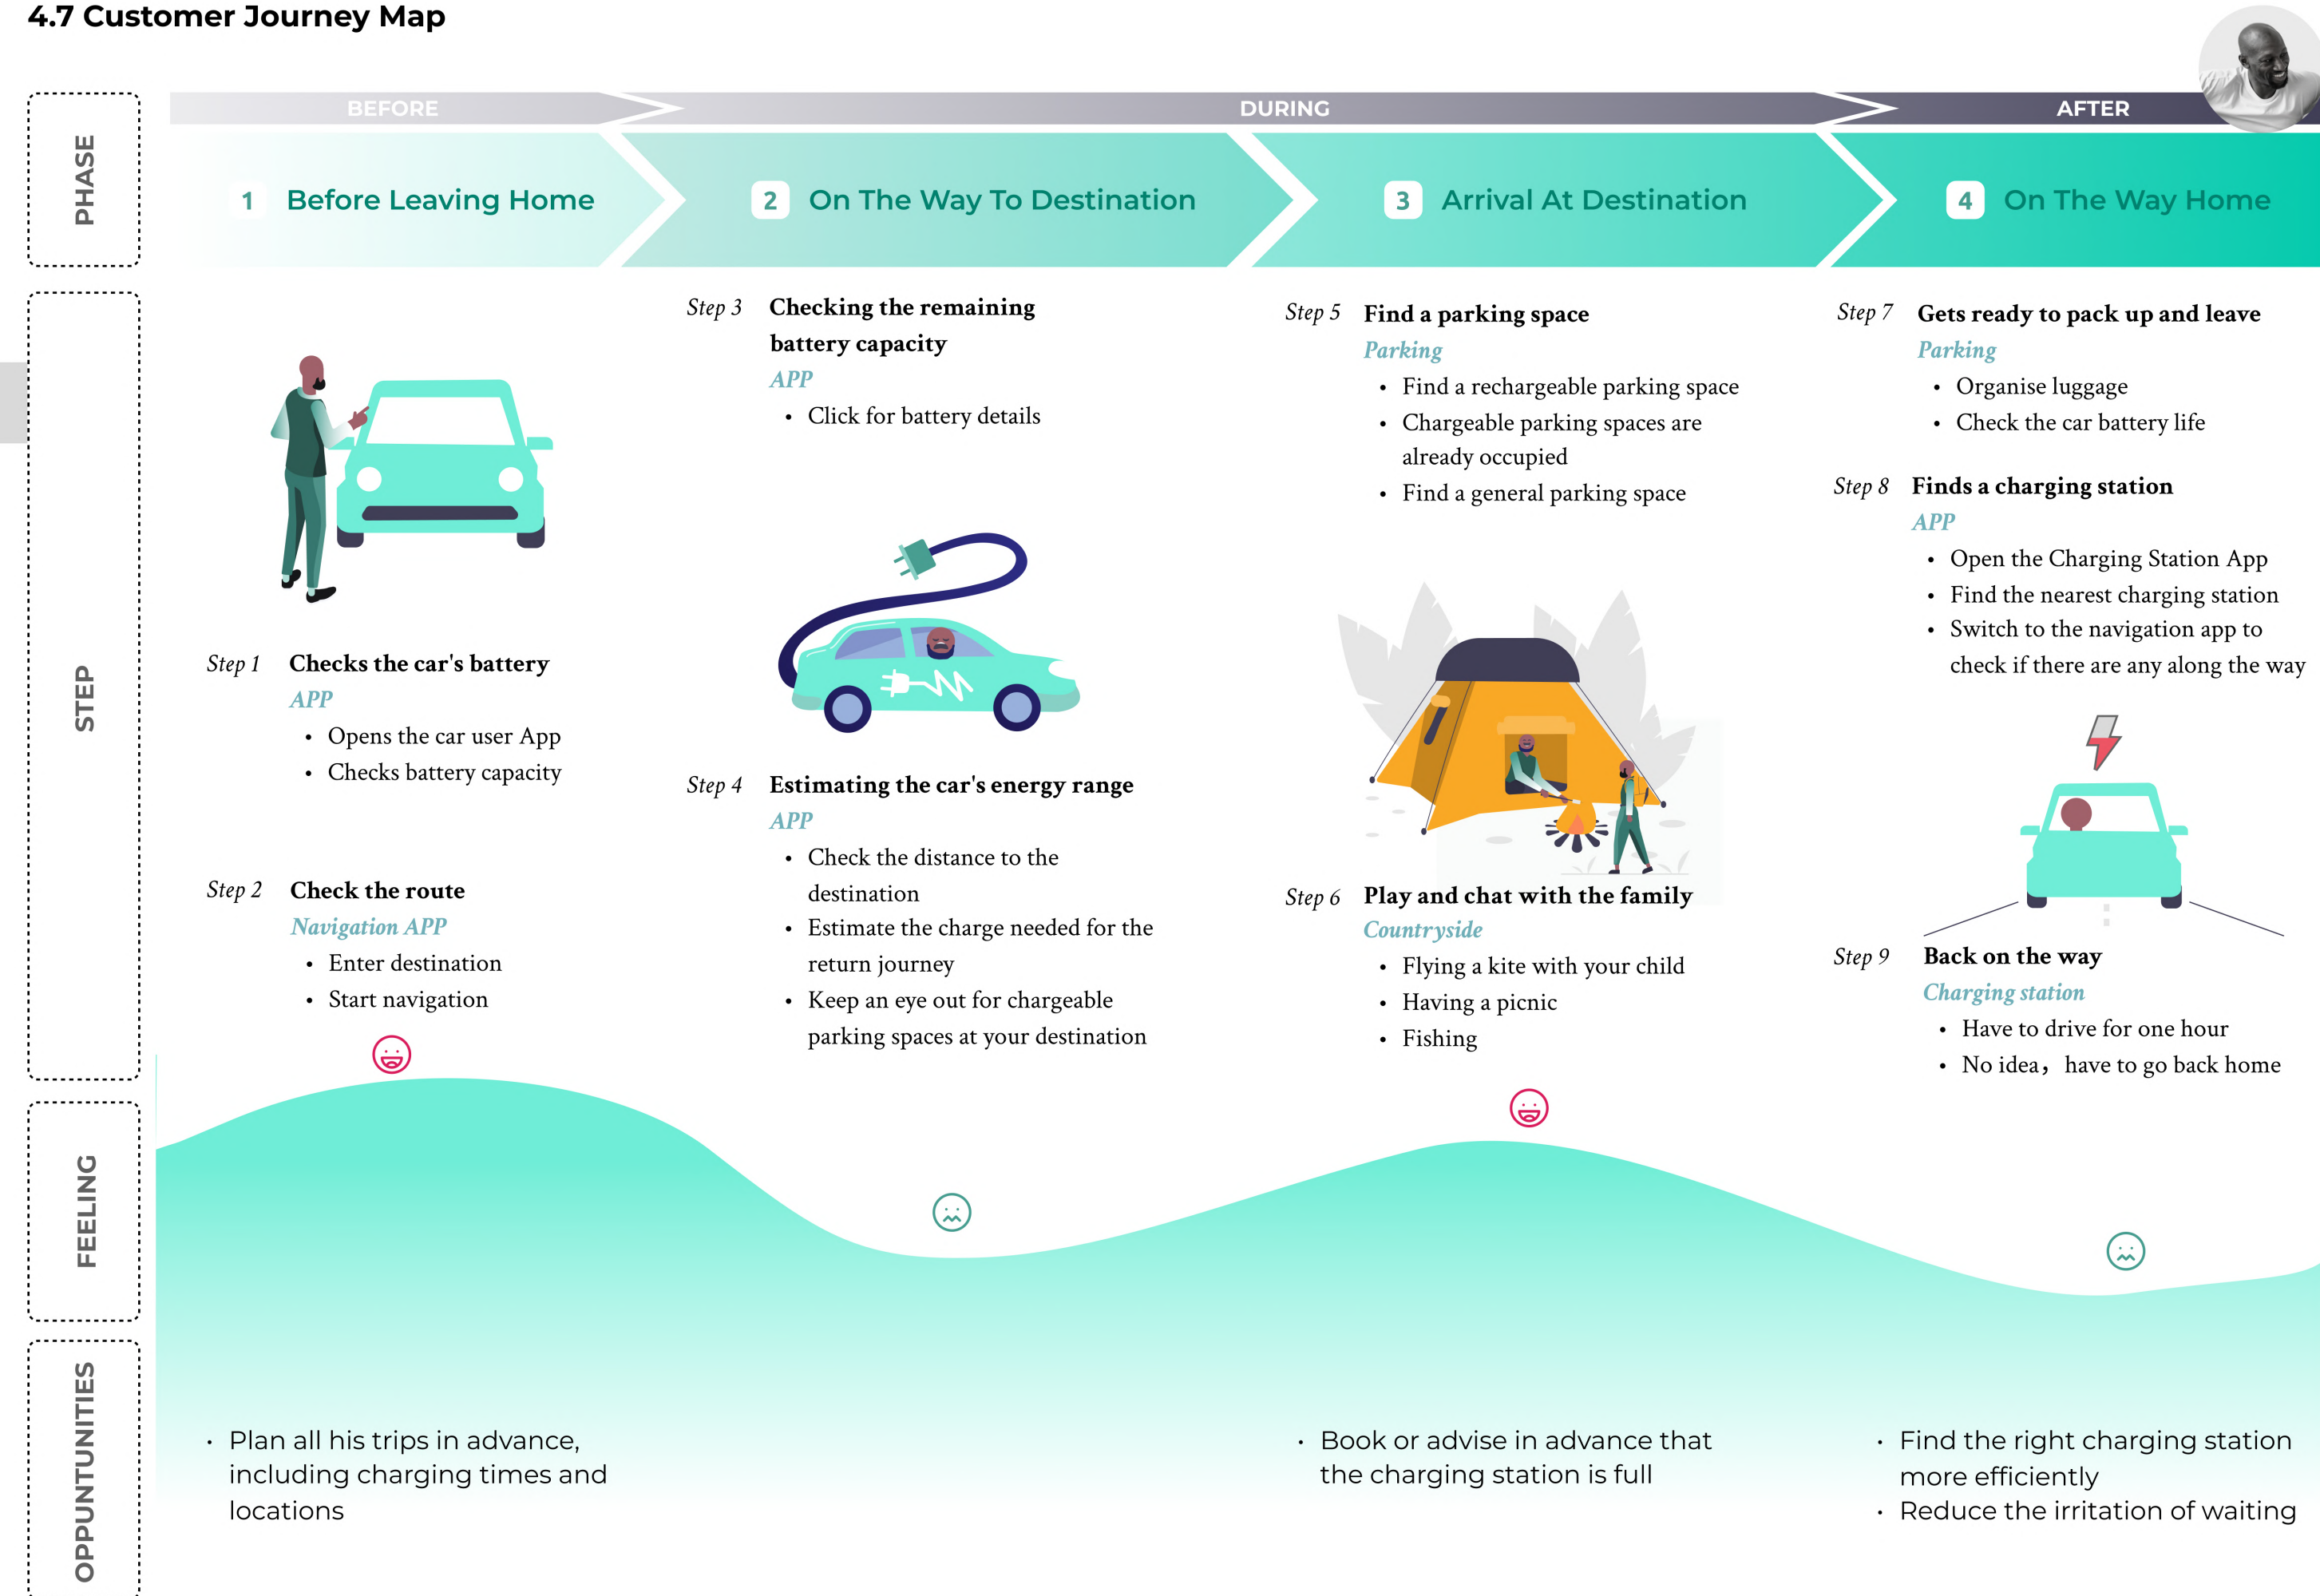 4.7 Customer Journey Map
PHASE
BEFORE
DURING
AFTER
1 Before Leaving Home
2 On The Way To Destination
3 Arrival At Destination
4 On The Way Home
STEP
Step 1 Checks the car's battery
APP
• Opens the car user App
• Checks battery capacity
Step 2 Check the route
Navigation APP
• Enter destination
• Start navigation
Step 3 Checking the remaining
battery capacity
APP
• Click for battery details
Step 4 Estimating the car's energy range
APP
• Check the distance to the
destination
• Estimate the charge needed for the
return journey
• Keep an eye out for chargeable
parking spaces at your destination
Step 5 Find a parking space
Parking
• Find a rechargeable parking space
• Chargeable parking spaces are
already occupied
• Find a general parking space
Step 6 Play and chat with the family
Countryside
• Flying a kite with your child
• Having a picnic
• Fishing
Step 7 Gets ready to pack up and leave
Parking
• Organise luggage
• Check the car battery life
Step 8 Finds a charging station
APP
• Open the Charging Station App
• Find the nearest charging station
• Switch to the navigation app to
check if there are any along the way
Step 9 Back on the way
Charging station
• Have to drive for one hour
• No idea，have to go back home
FEELING
OPPUNTUNITIES
• Plan all his trips in advance,
including charging times and
locations
• Book or advise in advance that
the charging station is full
• Find the right charging station
more efficiently
• Reduce the irritation of waiting